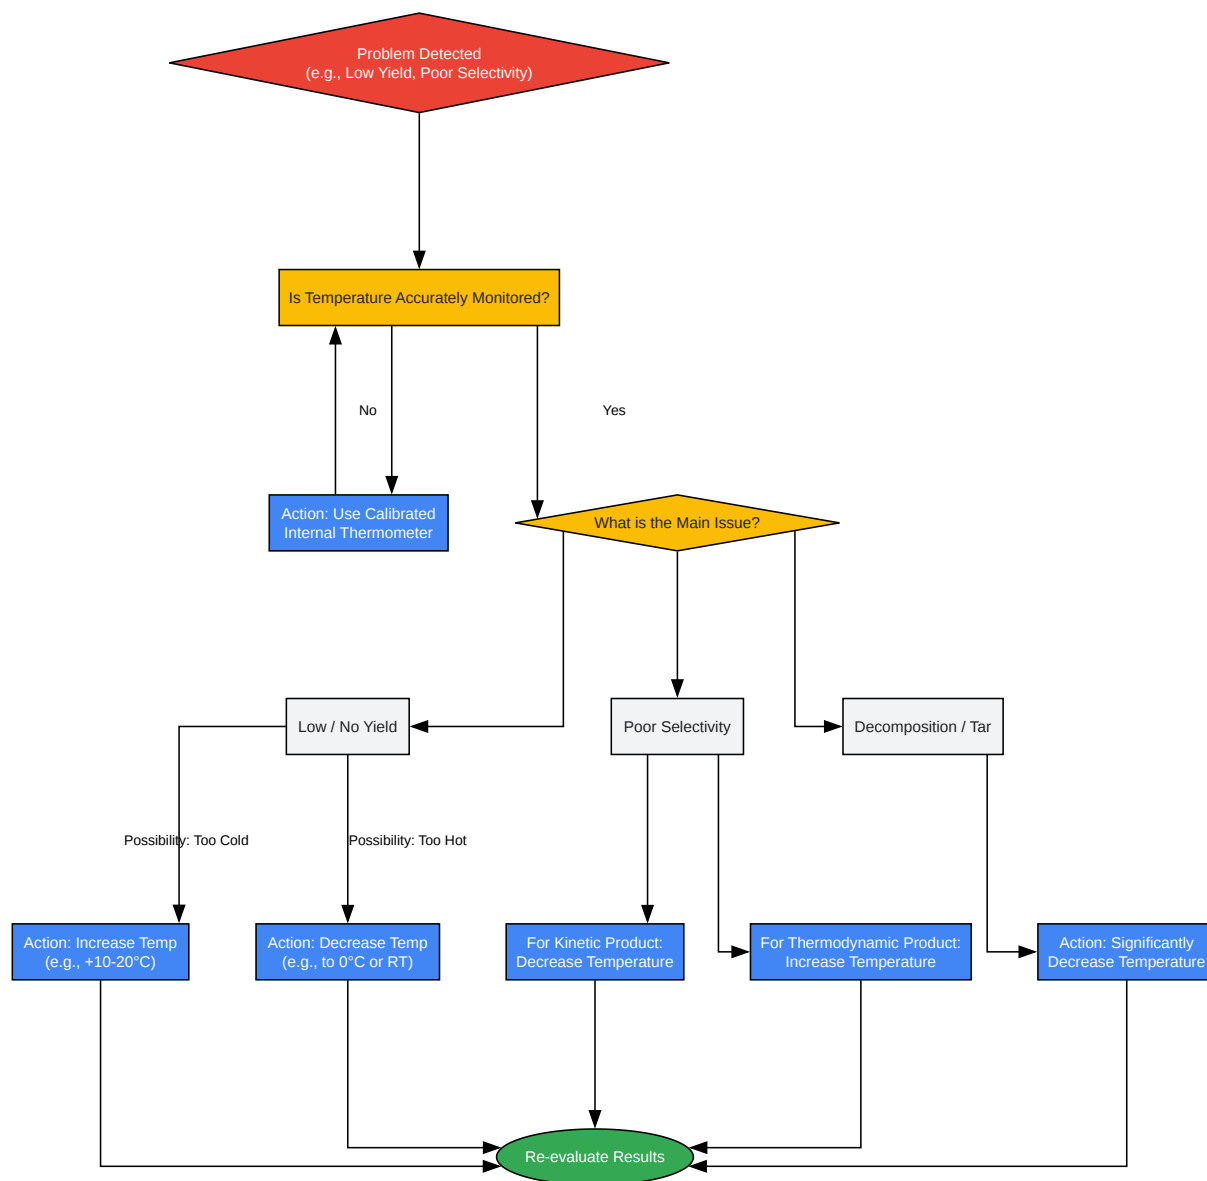 Problem Detected
(e.g., Low Yield, Poor Selectivity)
Is Temperature Accurately Monitored?
No
Yes
Action: Use Calibrated
Internal Thermometer
What is the Main Issue?
Low / No Yield
Poor Selectivity
Decomposition / Tar
Possibility: Too Cold
Possibility: Too Hot
Action: Increase Temp
(e.g., +10-20°C)
Action: Decrease Temp
(e.g., to 0°C or RT)
For Kinetic Product:
Decrease Temperature
For Thermodynamic Product:
Increase Temperature
Action: Significantly
Decrease Temperature
Re-evaluate Results